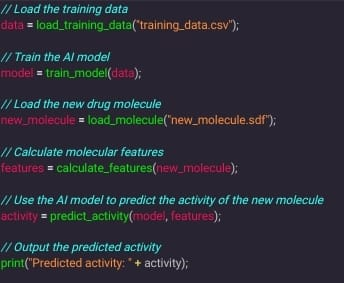 // Load the training data
data = load_training_data("training_data.csv");
// Train the AI model
model = train_model(data);
// Load the new drug molecule
new_molecule = load_molecule("new_molecule.sdf");
// Calculate molecular features
features = calculate_features(new_molecule);
// Use the AI model to predict the activity of the new molecule
activity = predict_activity(model, features);
// Output the predicted activity
print("Predicted activity: " + activity);